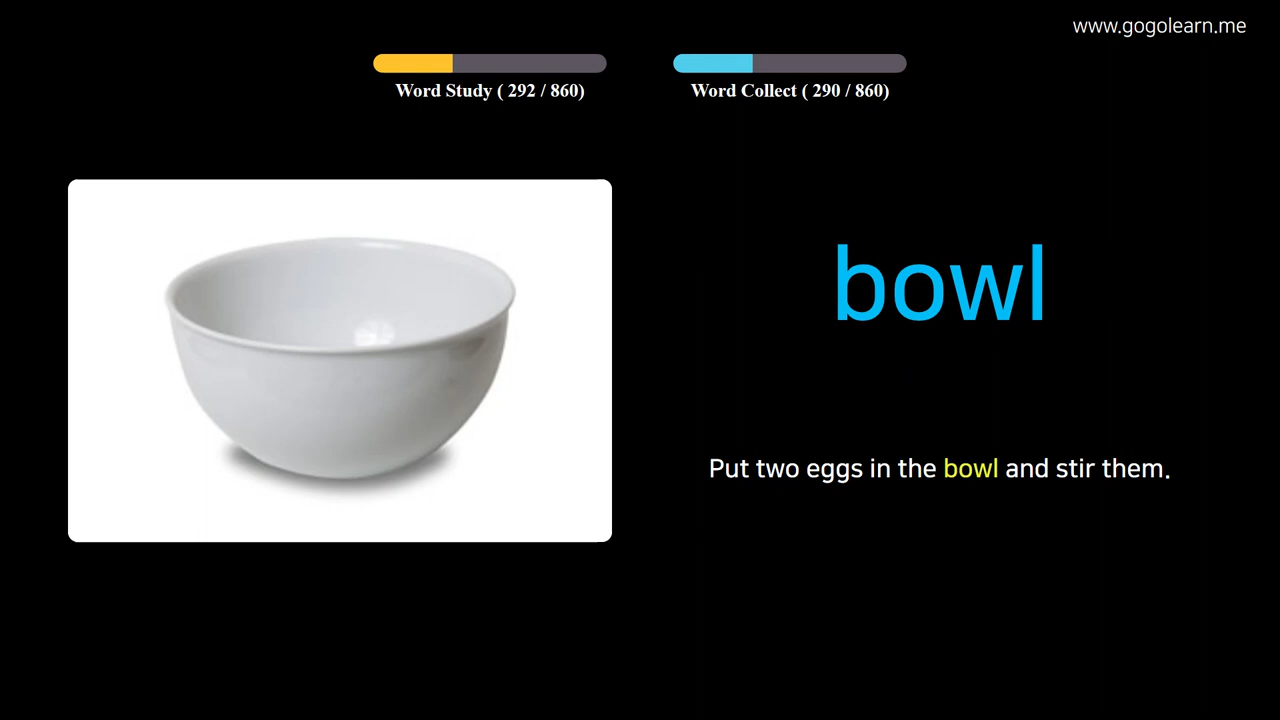 www.gogolearn.me
Word Study ( 292 / 860)
Word Collect ( 290 / 860)
bowl
Put two eggs in the bowl and stir them.